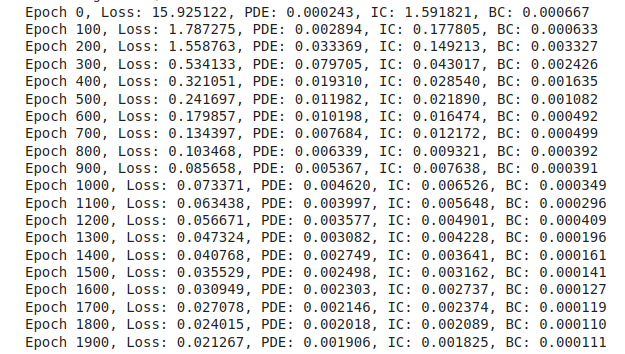 Epoch 0, Loss: 15.925122, PDE: 0.000243, IC: 1.591821, BC: 0.000667
Epoch 100, Loss: 1.787275, PDE: 0.002894, IC: 0.177805, BC: 0.000633
Epoch 200, Loss: 1.558763, PDE: 0.033369, IC: 0.149213, BC: 0.003327
Epoch 300, Loss: 0.534133, PDE: 0.079705, IC: 0.043017, BC: 0.002426
Epoch 400, Loss: 0.321051, PDE: 0.019310, IC: 0.028540, BC: 0.001635
Epoch 500, Loss: 0.241697, PDE: 0.011982, IC: 0.021890, BC: 0.001082
Epoch 600, Loss: 0.179857, PDE: 0.010198, IC: 0.016474, BC: 0.000492
Epoch 700, Loss: 0.134397, PDE: 0.007684, IC: 0.012172, BC: 0.000499
Epoch 800, Loss: 0.103468, PDE: 0.006339, IC: 0.009321, BC: 0.000392
Epoch 900, Loss: 0.085658, PDE: 0.005367, IC: 0.007638, BC: 0.000391
Epoch 1000, Loss: 0.073371, PDE: 0.004620, IC: 0.006526, BC: 0.000349
Epoch 1100, Loss: 0.063438, PDE: 0.003997, IC: 0.005648, BC: 0.000296
Epoch 1200, Loss: 0.056671, PDE: 0.003577, IC: 0.004901, BC: 0.000409
Epoch 1300, Loss: 0.047324, PDE: 0.003082, IC: 0.004228, BC: 0.000196
Epoch 1400, Loss: 0.040768, PDE: 0.002749, IC: 0.003641, BC: 0.000161
Epoch 1500, Loss: 0.035529, PDE: 0.002498, IC: 0.003162, BC: 0.000141
Epoch 1600, Loss: 0.030949, PDE: 0.002303, IC: 0.002737, BC: 0.000127
Epoch 1700, Loss: 0.027078, PDE: 0.002146, IC: 0.002374, BC: 0.000119
Epoch 1800, Loss: 0.024015, PDE: 0.002018, IC: 0.002089, BC: 0.000110
Epoch 1900, Loss: 0.021267, PDE: 0.001906, IC: 0.001825, BC: 0.000111